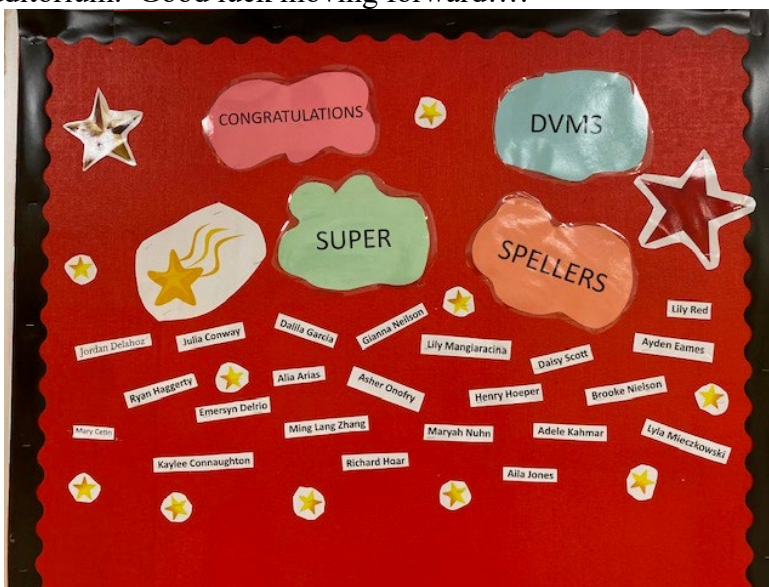 Good luck moving forward....
CONGRATULATIONS
DVMS
SUPER
SPELLERS
Lily Red
Jordan Delahoz
Julia Conway
Dalila Garcia
Gianna Neilson
Lily Mangiaracina
Daisy Scott
Ayden Eames
Ryan Haggerty
Emersyn Delrio
Alia Arias
Asher Onofry
Henry Hoeper
Brooke Nielson
Mary Cetin
Ming Lang Zhang
Maryah Nuhn
Adele Kahmar
Lyla Mieczkowski
Kaylee Connaughton
Richard Hoar
Aila Jones